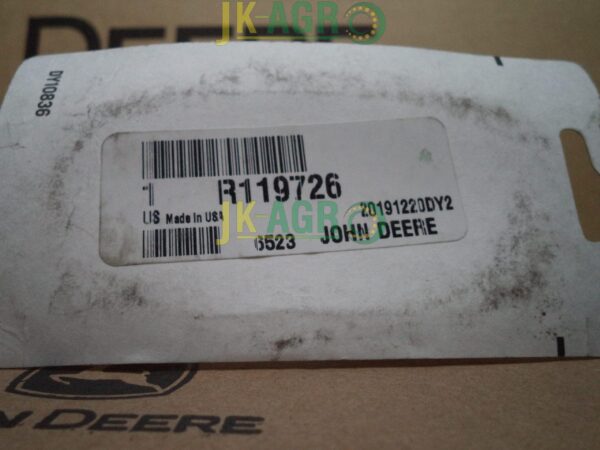 DEERE
JK-AGRO
DY10836
1 R119726
US Made in USA 20191220DY2
JK-AGRO
6523 JOHN DEERE
N DEERE